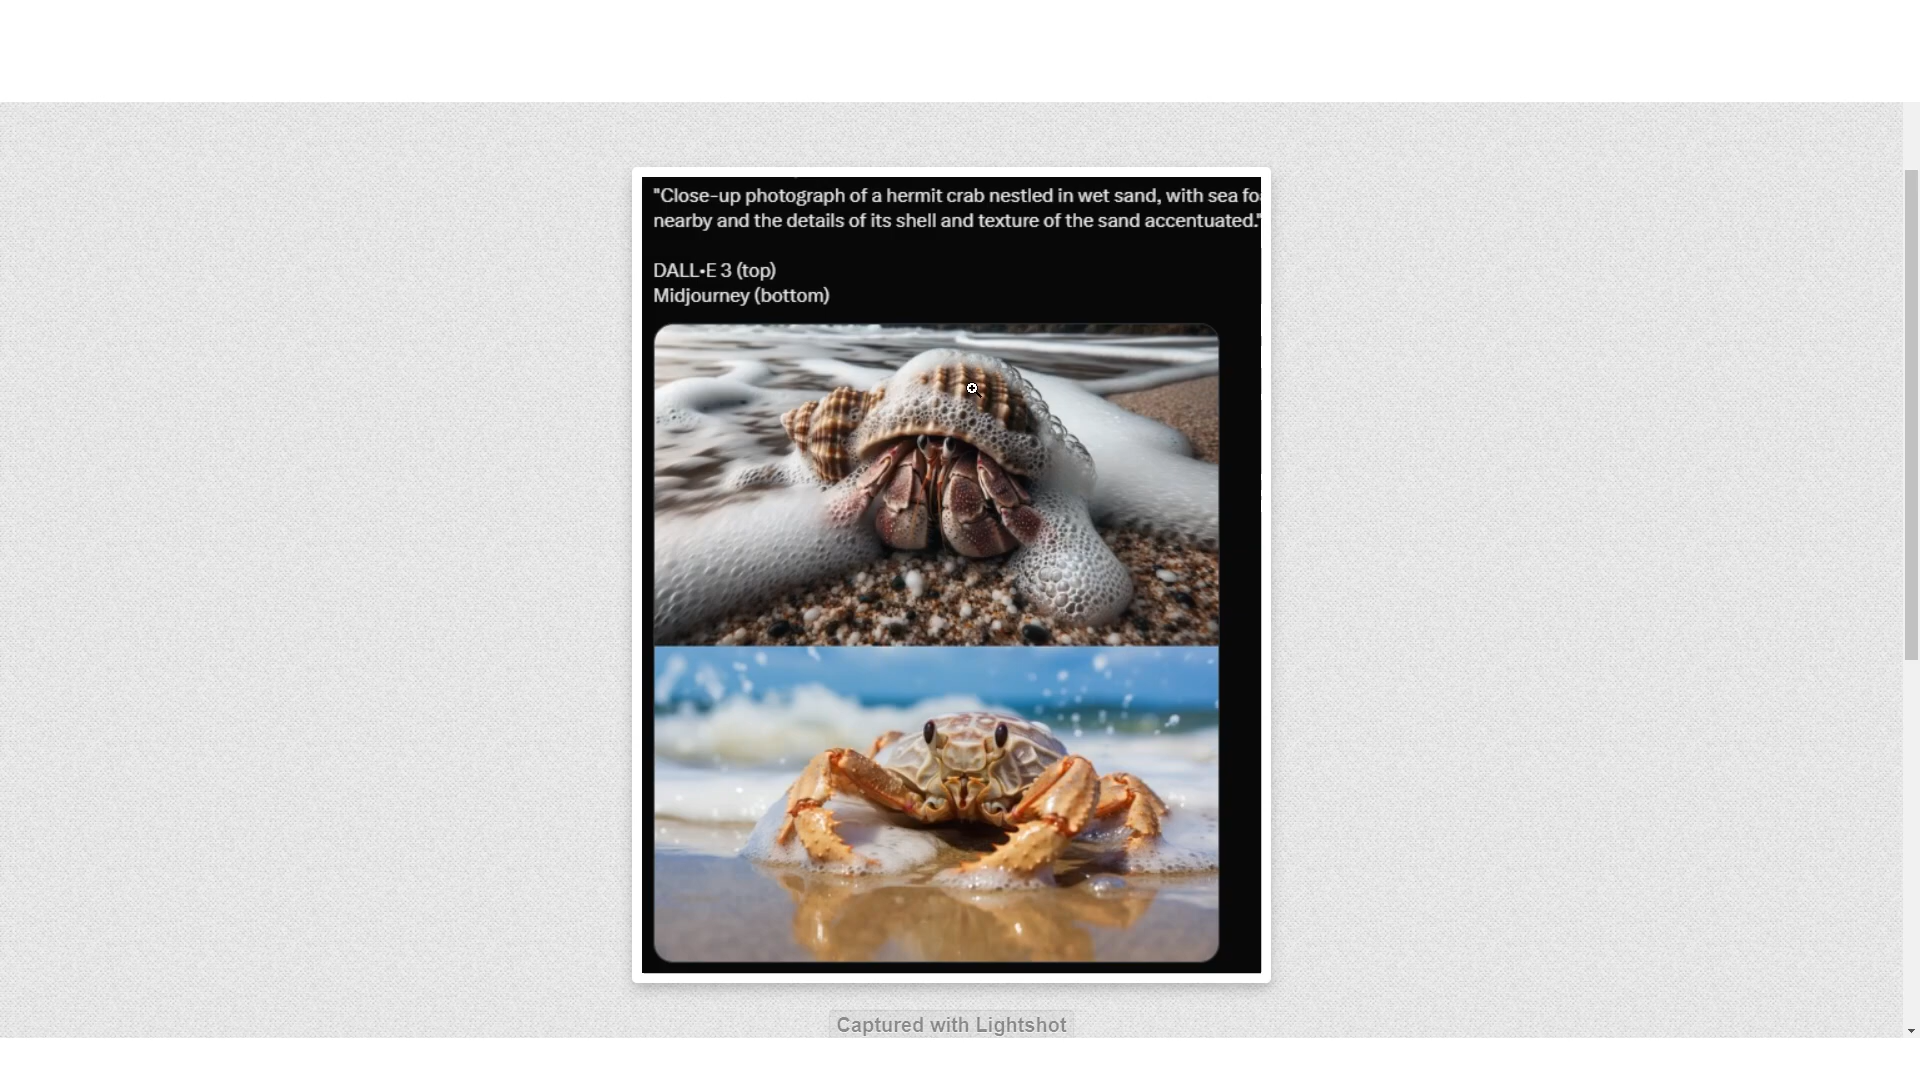 "Close-up photograph of a hermit crab nestled in wet sand, with sea fo
nearby and the details of its shell and texture of the sand accentuated."
DALL•E 3 (top)
Midjourney (bottom)
Captured with Lightshot